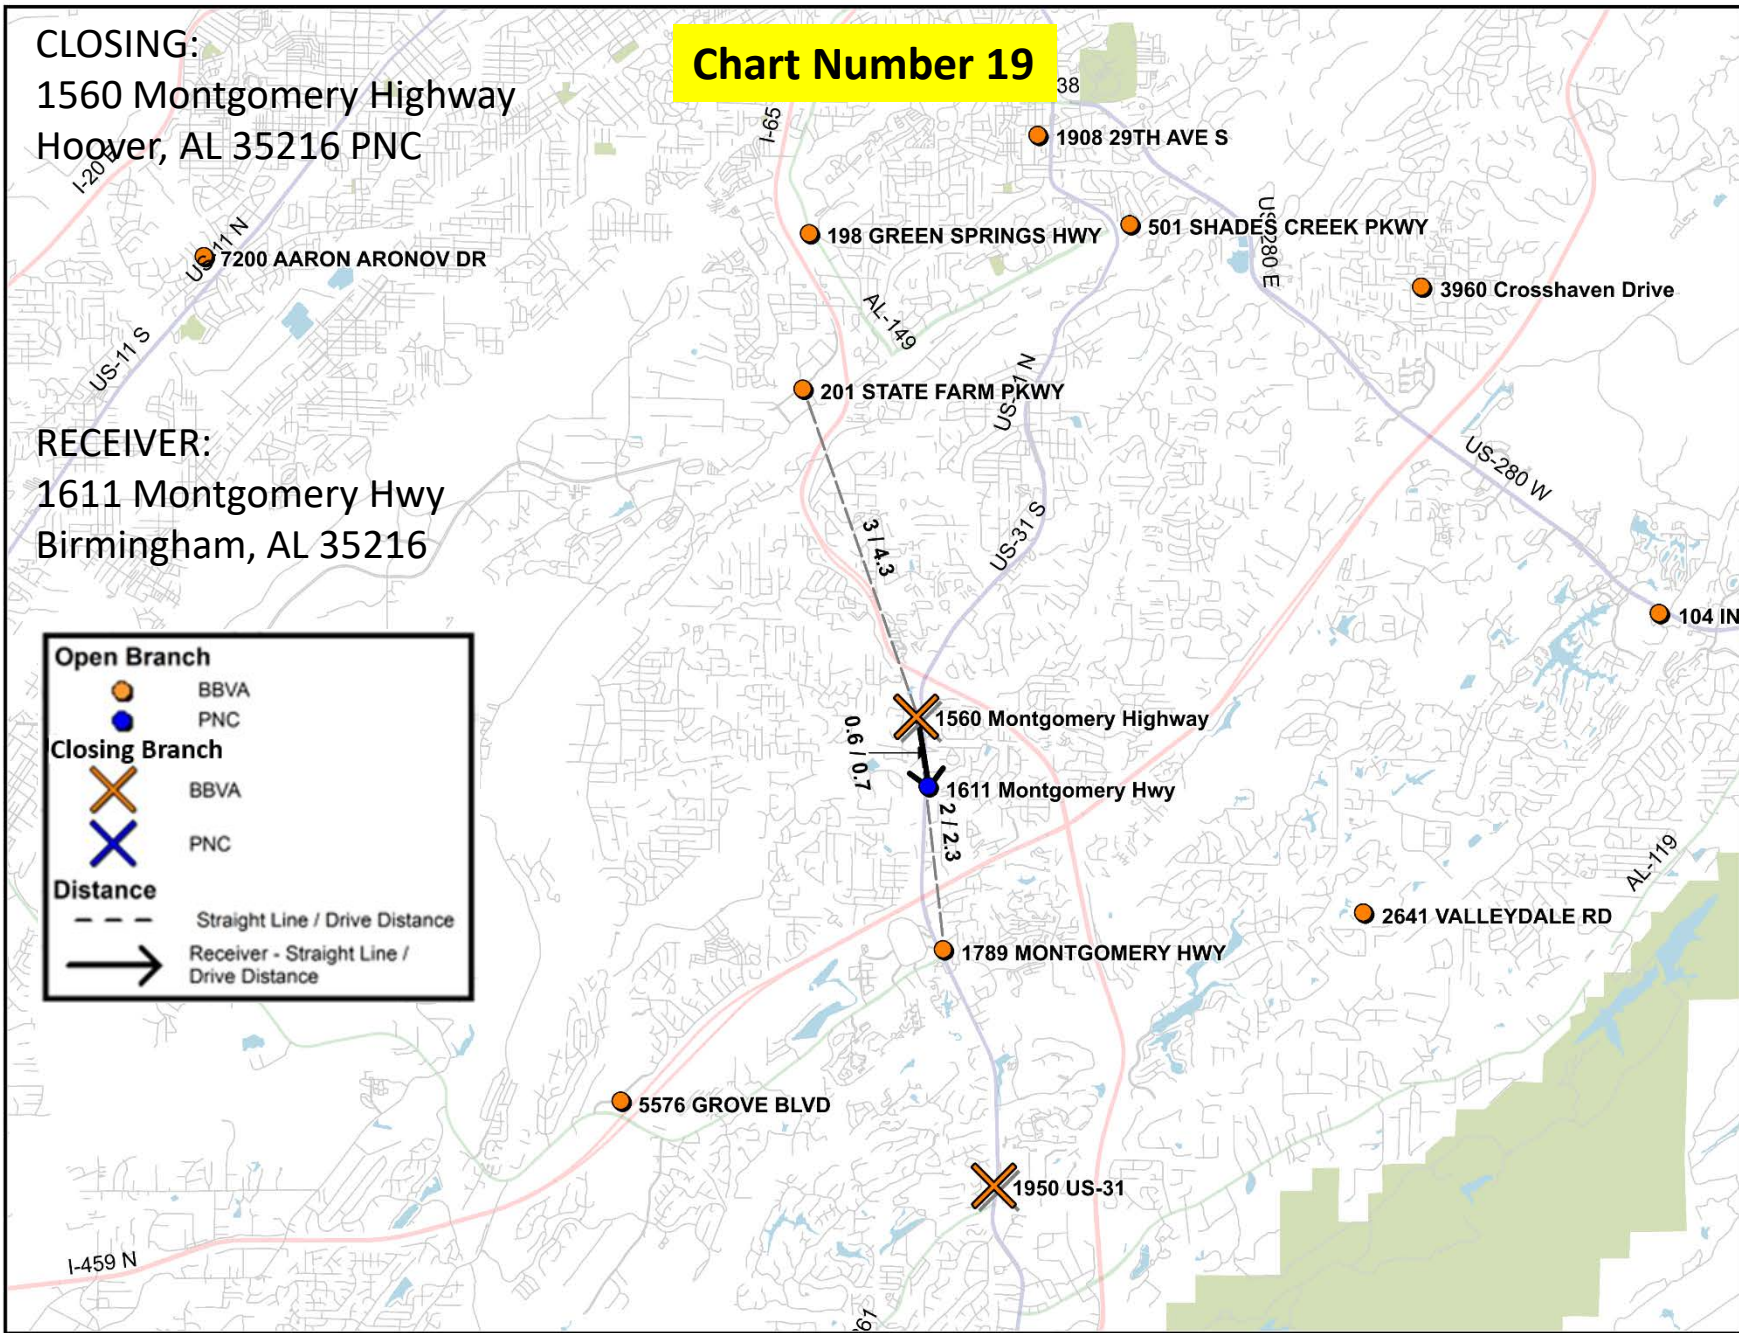 CLOSING:
1560 Montgomery Highway
Hoover, AL 35216 PNC
Chart Number 19
38
I-65
1908 29TH AVE S
I-20 E
US-11 N
7200 AARON ARONOV DR
198 GREEN SPRINGS HWY
501 SHADES CREEK PKWY
US-280 E
3960 Crosshaven Drive
AL-149
US-11 S
201 STATE FARM PKWY
US-280 W
RECEIVER:
1611 Montgomery Hwy
Birmingham, AL 35216
3 / 4.3
US-31 S
104 IN
Open Branch
BBVA
PNC
Closing Branch
BBVA
PNC
Distance
Straight Line / Drive Distance
Receiver - Straight Line /
Drive Distance
1560 Montgomery Highway
0.6 / 0.7
1611 Montgomery Hwy
2 / 2.3
AL-119
2641 VALLEYDALE RD
1789 MONTGOMERY HWY
5576 GROVE BLVD
1950 US-31
I-459 N